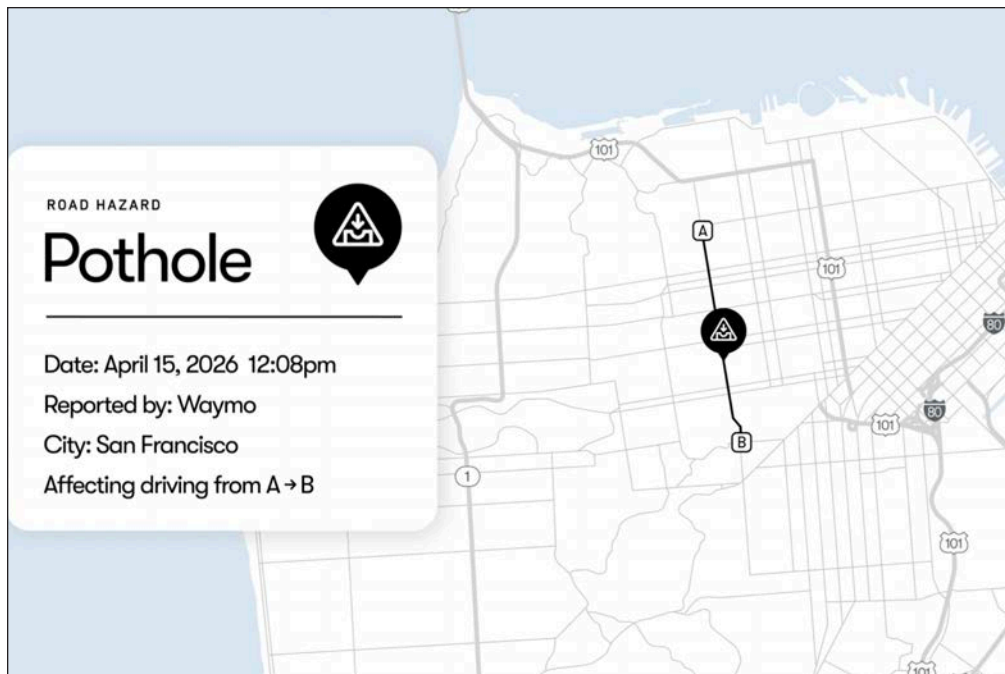 ROAD HAZARD
Pothole
Date: April 15, 2026 12:08pm
Reported by: Waymo
City: San Francisco
Affecting driving from A → B
101
A
101
80
B
80
101
1
101
101